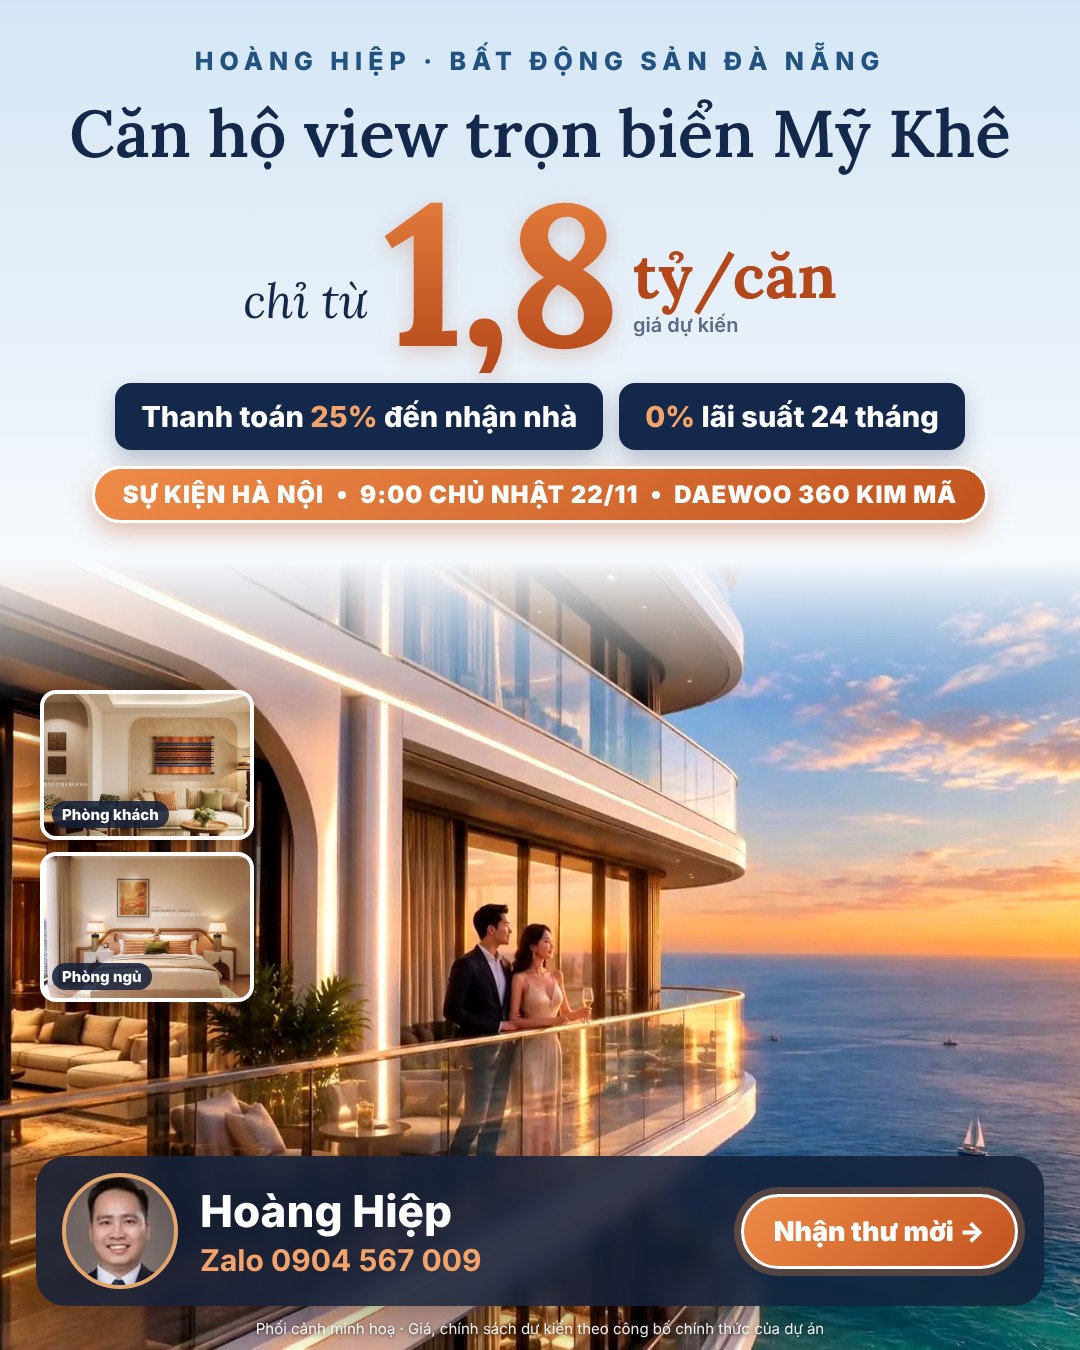 HOÀNG HIỆP · BẤT ĐỘNG SẢN ĐÀ NẴNG
Căn hộ view trọn biển Mỹ Khê
chỉ từ 1,8 tỷ/căn
giá dự kiến
Thanh toán 25% đến nhận nhà
0% lãi suất 24 tháng
SỰ KIỆN HÀ NỘI • 9:00 CHỦ NHẬT 22/11 • DAEWOO 360 KIM MÃ
Phòng khách
Phòng ngủ
Hoàng Hiệp
Zalo 0904 567 009
Nhận thư mời →
Phối cảnh minh hoạ · Giá, chính sách dự kiến theo công bố chính thức của dự án